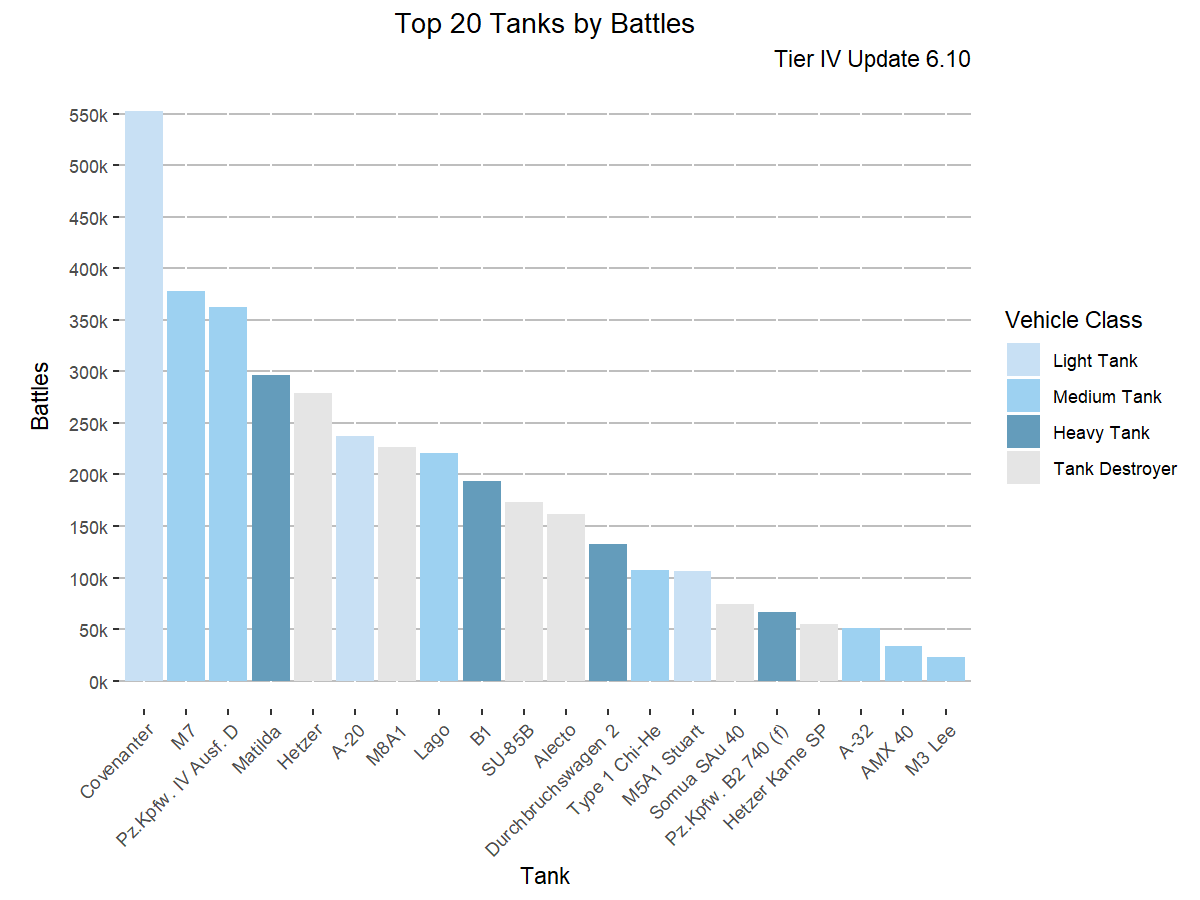 Top 20 Tanks by Battles
Tier IV Update 6.10
550k
500k
450k
400k
350k
300k
250k
200k
150k
100k
50k
0k
Battles
Covenanter
M7
Pz.Kpfw. IV Ausf. D
Matilda
Hetzer
A-20
M8A1
Lago
B1
SU-85B
Alecto
Durchbruchswagen 2
Type 1 Chi-He
M5A1 Stuart
Somua SAu 40
Pz.Kpfw. B2 740 (f)
Hetzer Kame SP
A-32
AMX 40
M3 Lee
Tank
Vehicle Class
Light Tank
Medium Tank
Heavy Tank
Tank Destroyer